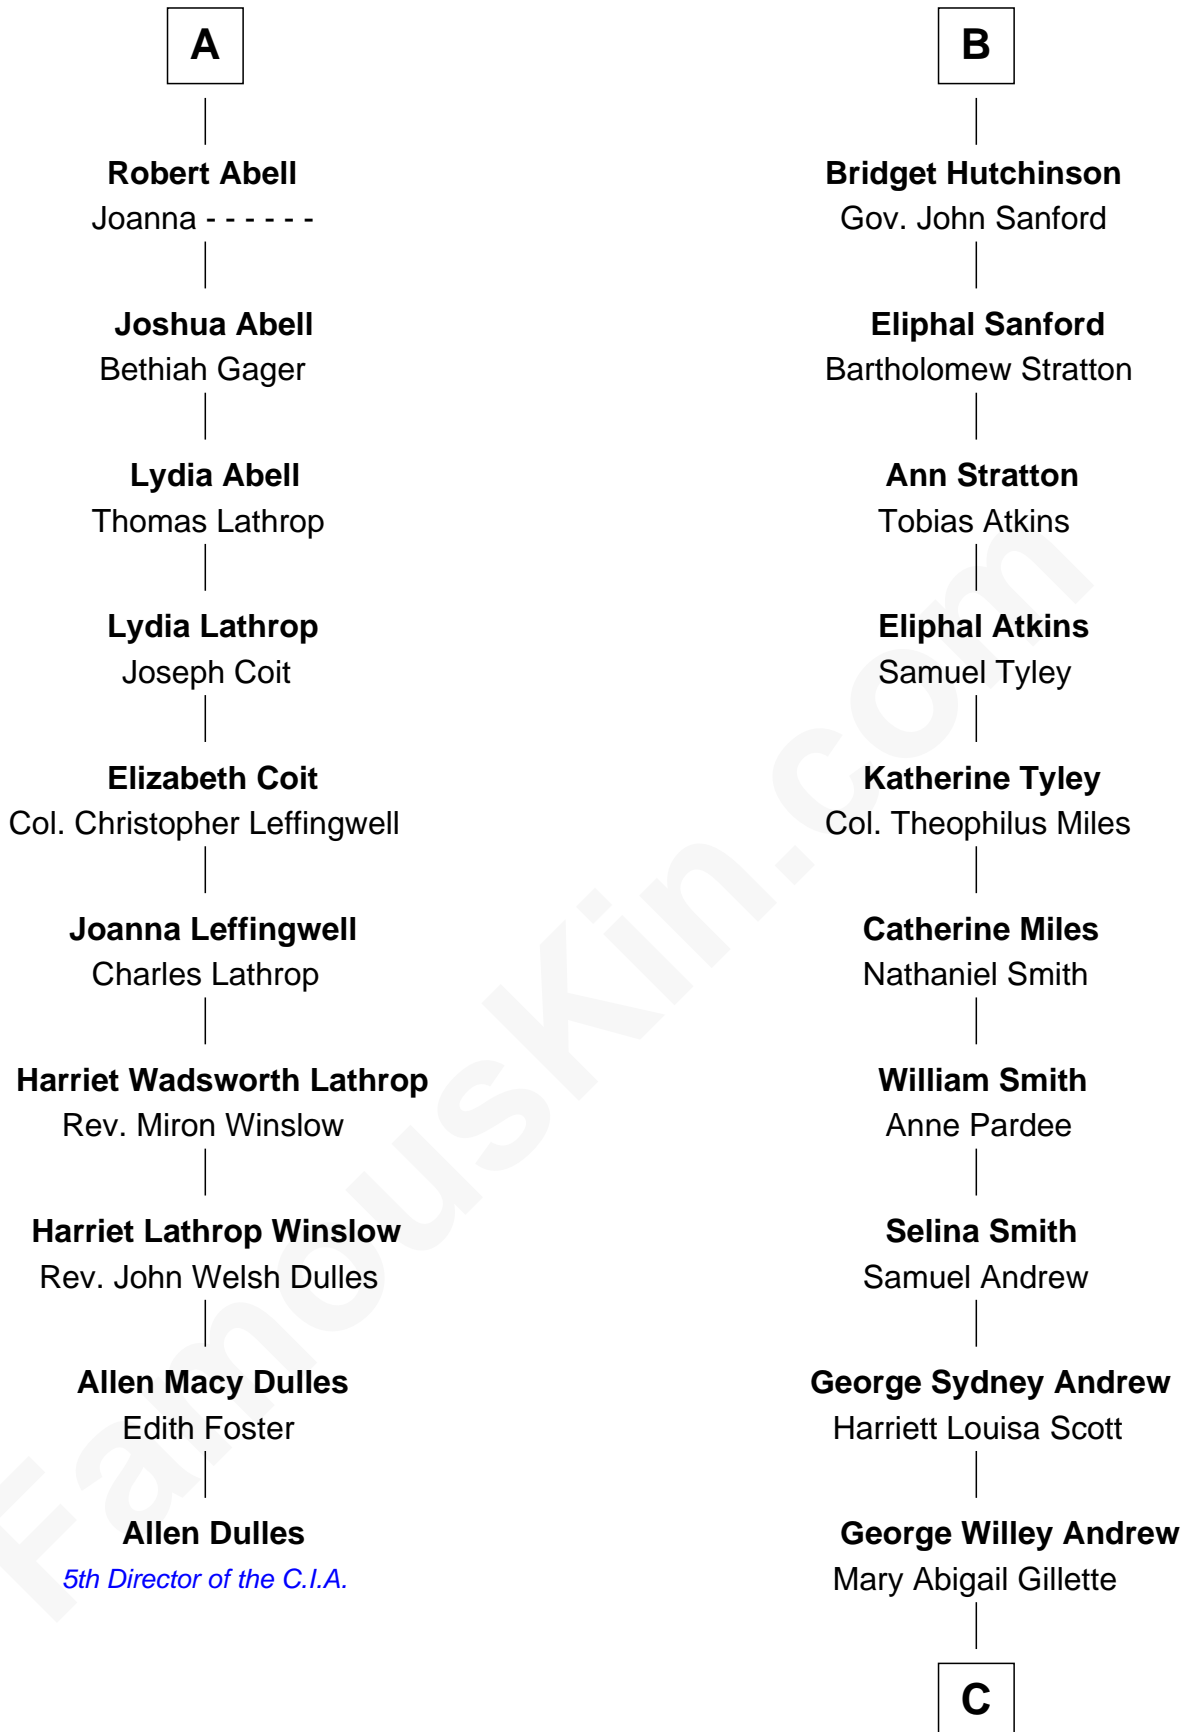 A
Robert Abell
Joanna - - - - - -
Joshua Abell
Bethiah Gager
Lydia Abell
Thomas Lathrop
Lydia Lathrop
Joseph Coit
Elizabeth Coit
Col. Christopher Leffingwell
Joanna Leffingwell
Charles Lathrop
Harriet Wadsworth Lathrop
Rev. Miron Winslow
Harriet Lathrop Winslow
Rev. John Welsh Dulles
Allen Macy Dulles
Edith Foster
Allen Dulles
5th Director of the C.I.A.
B
Bridget Hutchinson
Gov. John Sanford
Eliphal Sanford
Bartholomew Stratton
Ann Stratton
Tobias Atkins
Eliphal Atkins
Samuel Tyley
Katherine Tyley
Col. Theophilus Miles
Catherine Miles
Nathaniel Smith
William Smith
Anne Pardee
Selina Smith
Samuel Andrew
George Sydney Andrew
Harriett Louisa Scott
George Willey Andrew
Mary Abigail Gillette
C
FamousKin.com